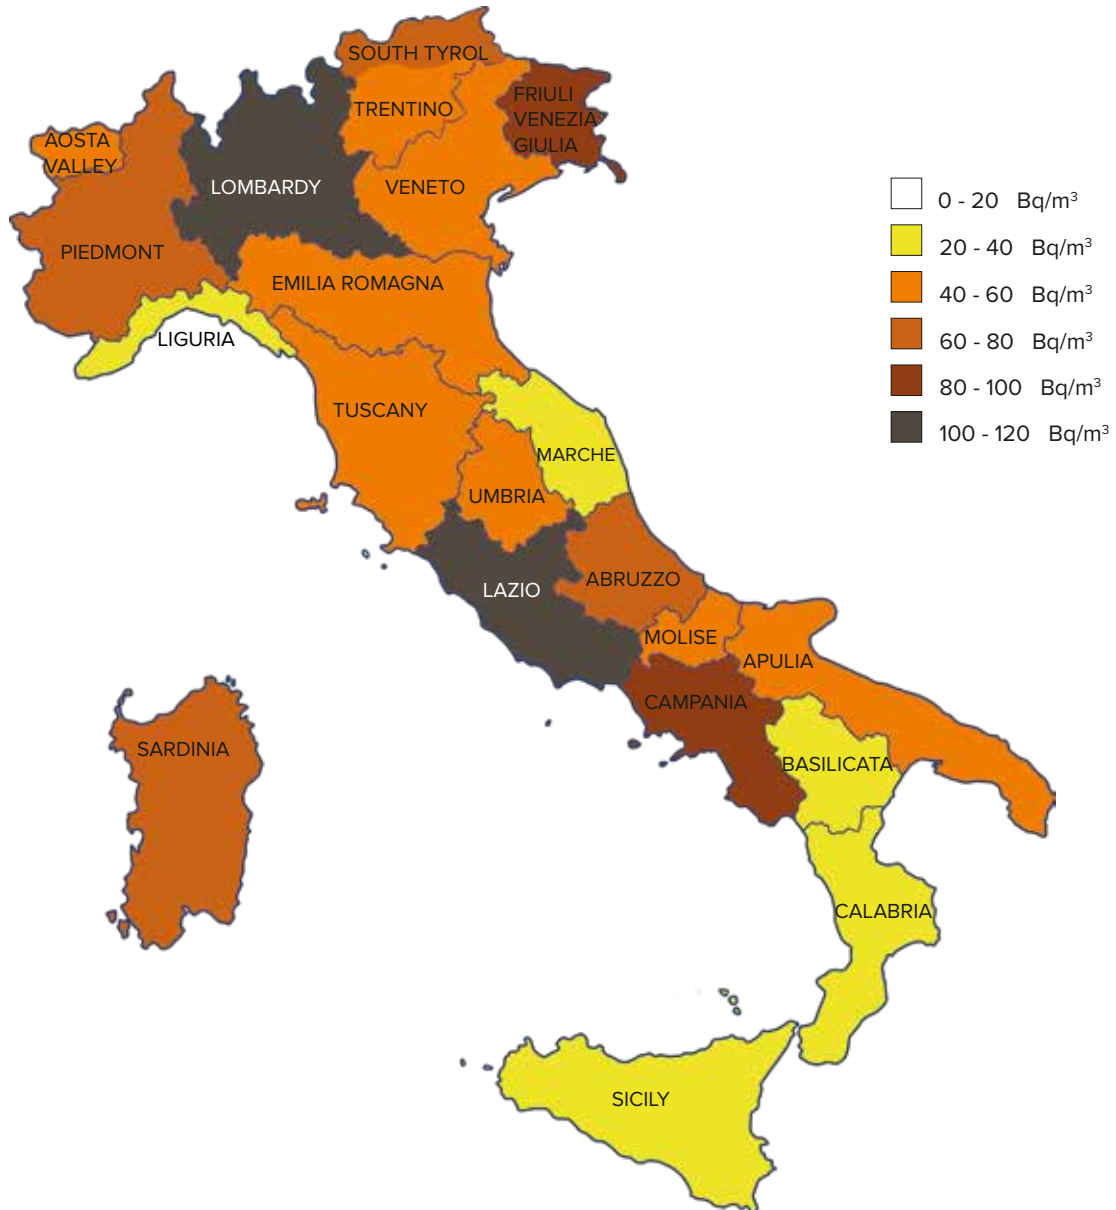 SOUTH TYROL
TRENTINO
FRIULI
VENEZIA
GIULIA
AOSTA
VALLEY
LOMBARDY
VENETO
PIEDMONT
EMILIA ROMAGNA
LIGURIA
TUSCANY
MARCHE
UMBRIA
LAZIO
ABRUZZO
MOLISE
APULIA
CAMPANIA
SARDINIA
BASILICATA
CALABRIA
SICILY
0 - 20 Bq/m³
20 - 40 Bq/m³
40 - 60 Bq/m³
60 - 80 Bq/m³
80 - 100 Bq/m³
100 - 120 Bq/m³